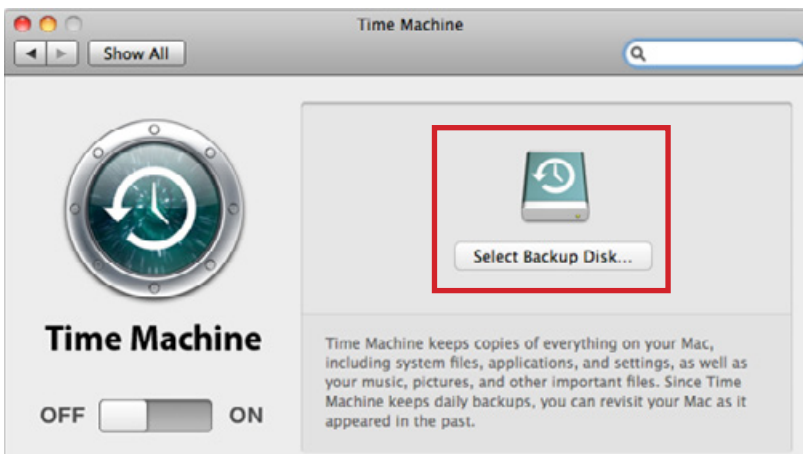 Time Machine
Show All
Select Backup Disk...
Time Machine
Time Machine keeps copies of everything on your Mac,
including system files, applications, and settings, as well as
your music, pictures, and other important files. Since Time
Machine keeps daily backups, you can revisit your Mac as it
appeared in the past.
OFF ON